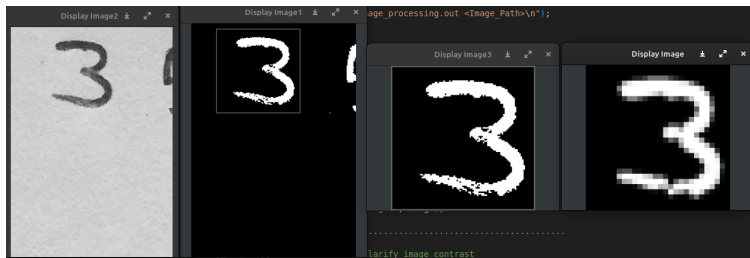 Display Image2
Display Image1
age_processing.out <Image_Path>\n");
Display Image3
Display Image
3
3
3
3
larify image contrast